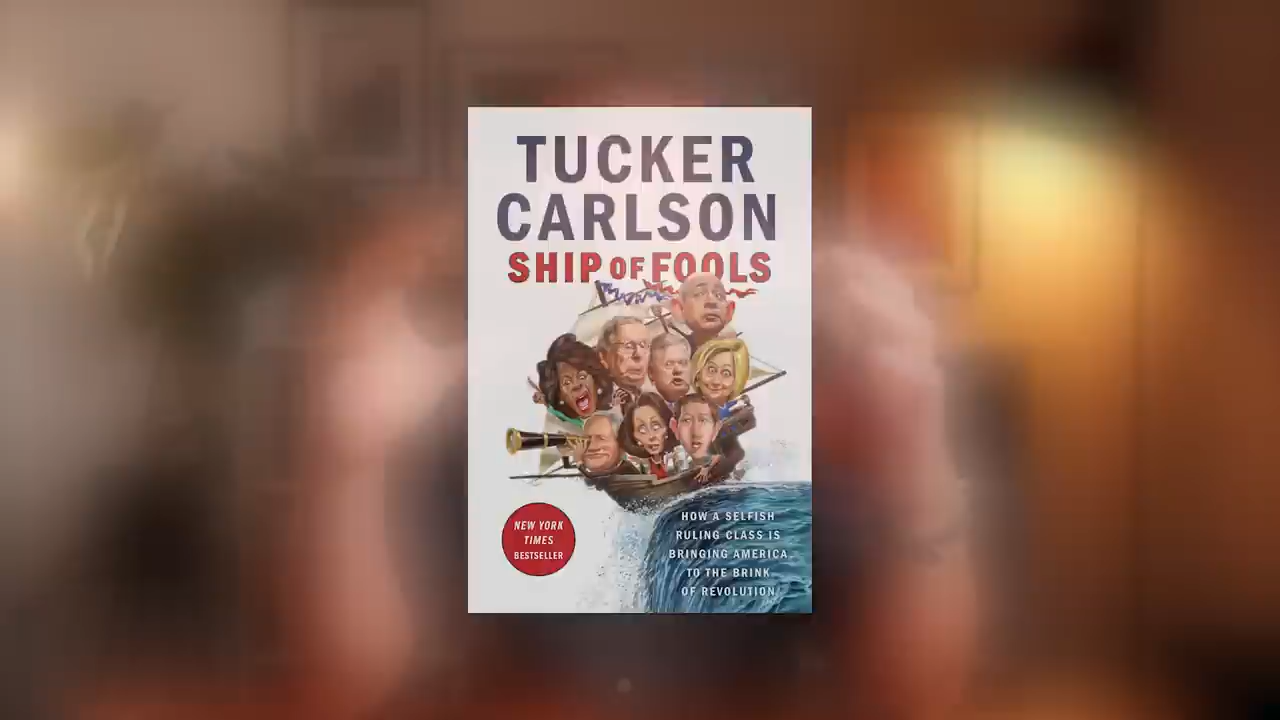 TUCKER
CARLSON
SHIP OF FOOLS
NEW YORK
TIMES
BESTSELLER
HOW A SELFISH
RULING CLASS IS
BRINGING AMERICA
TO THE BRINK
OF REVOLUTION